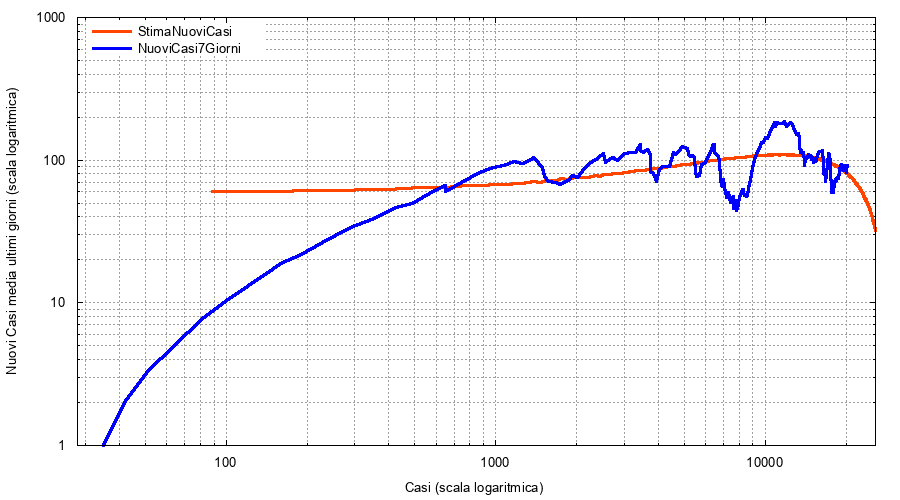 1000
StimaNuoviCasi
NuoviCasi7Giorni
100
10
1
Nuovi Casi media ultimi giorni (scala logaritmica)
100
1000
10000
Casi (scala logaritmica)